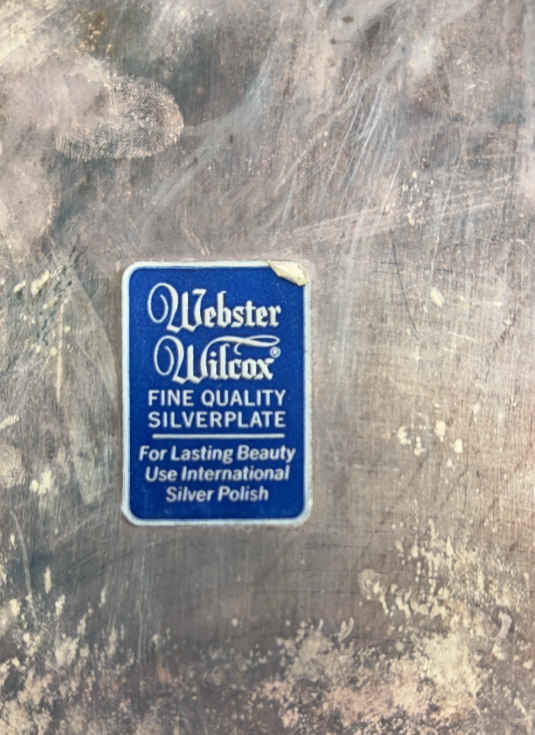 Webster
Wilcox®
FINE QUALITY
SILVERPLATE
For Lasting Beauty
Use International
Silver Polish